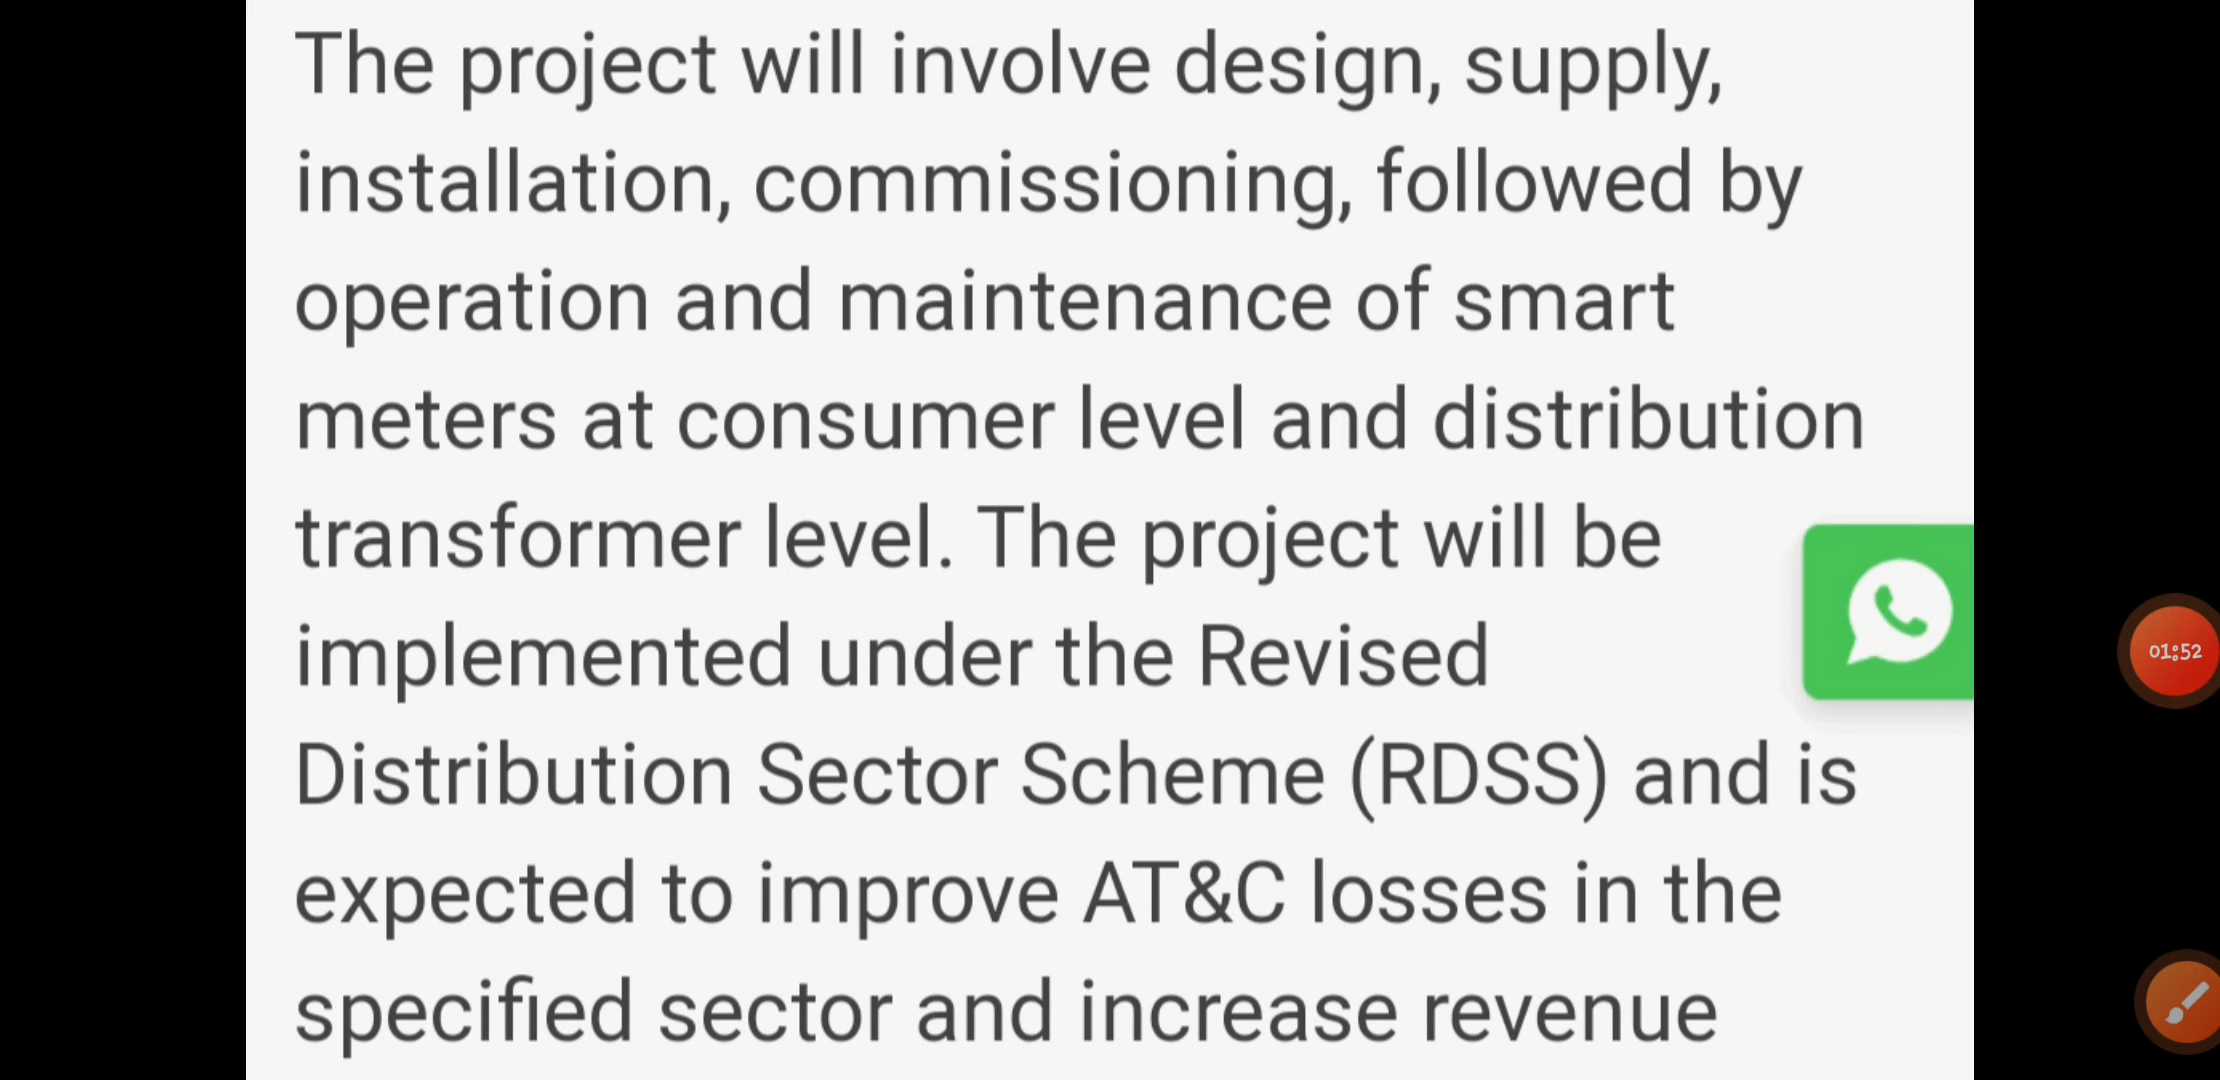 The project will involve design, supply,
installation, commissioning, followed by
operation and maintenance of smart
meters at consumer level and distribution
transformer level. The project will be
implemented under the Revised
Distribution Sector Scheme (RDSS) and is
expected to improve AT&C losses in the
specified sector and increase revenue
01:52